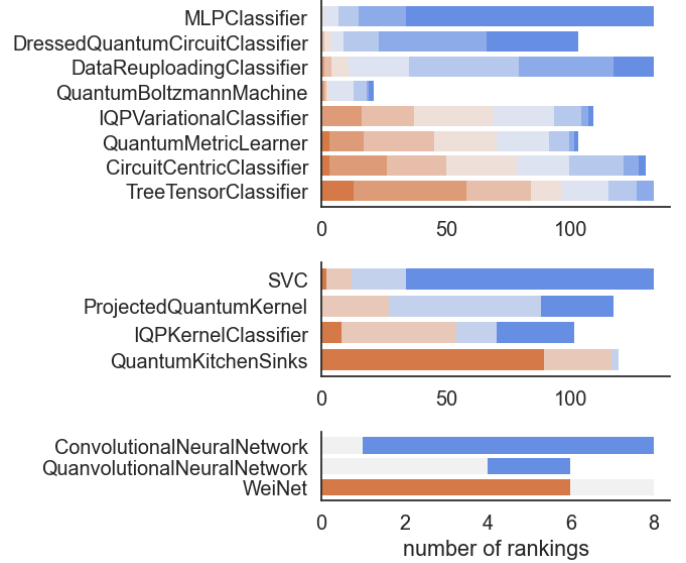 MLPClassifier
DressedQuantumCircuitClassifier
DataReuploadingClassifier
QuantumBoltzmannMachine
IQPVariationalClassifier
QuantumMetricLearner
CircuitCentricClassifier
TreeTensorClassifier
0 50 100
SVC
ProjectedQuantumKernel
IQPKernelClassifier
QuantumKitchenSinks
0 50 100
ConvolutionalNeuralNetwork
QuanvolutionalNeuralNetwork
WeiNet
0 2 4 6 8
number of rankings